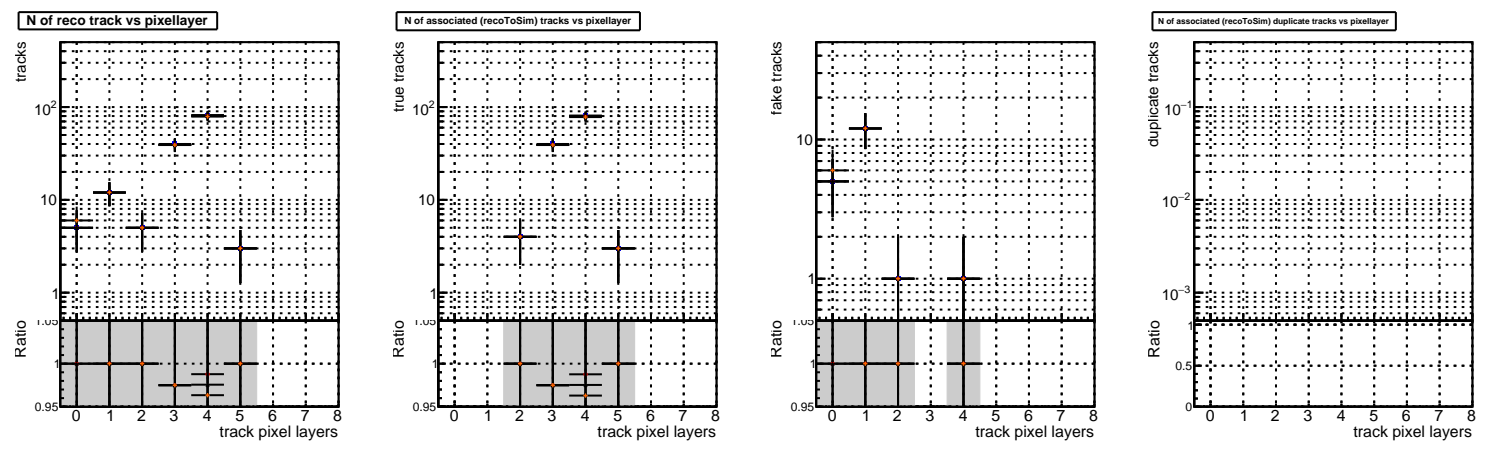 N of reco track vs pixellayer
tracks
10²
10
1
Ratio
1.05
1
0.95
0 1 2 3 4 5 6 7 8
track pixel layers
N of associated (recoToSim) tracks vs pixellayer
true tracks
10²
10
1
Ratio
1.05
1
0.95
0 1 2 3 4 5 6 7 8
track pixel layers
fake tracks
10
1
Ratio
1.05
1
0.95
0 1 2 3 4 5 6 7 8
track pixel layers
N of associated (recoToSim) duplicate tracks vs pixellayer
duplicate tracks
10⁻¹
10⁻²
10⁻³
Ratio
1
0.5
0
0 1 2 3 4 5 6 7 8
track pixel layers